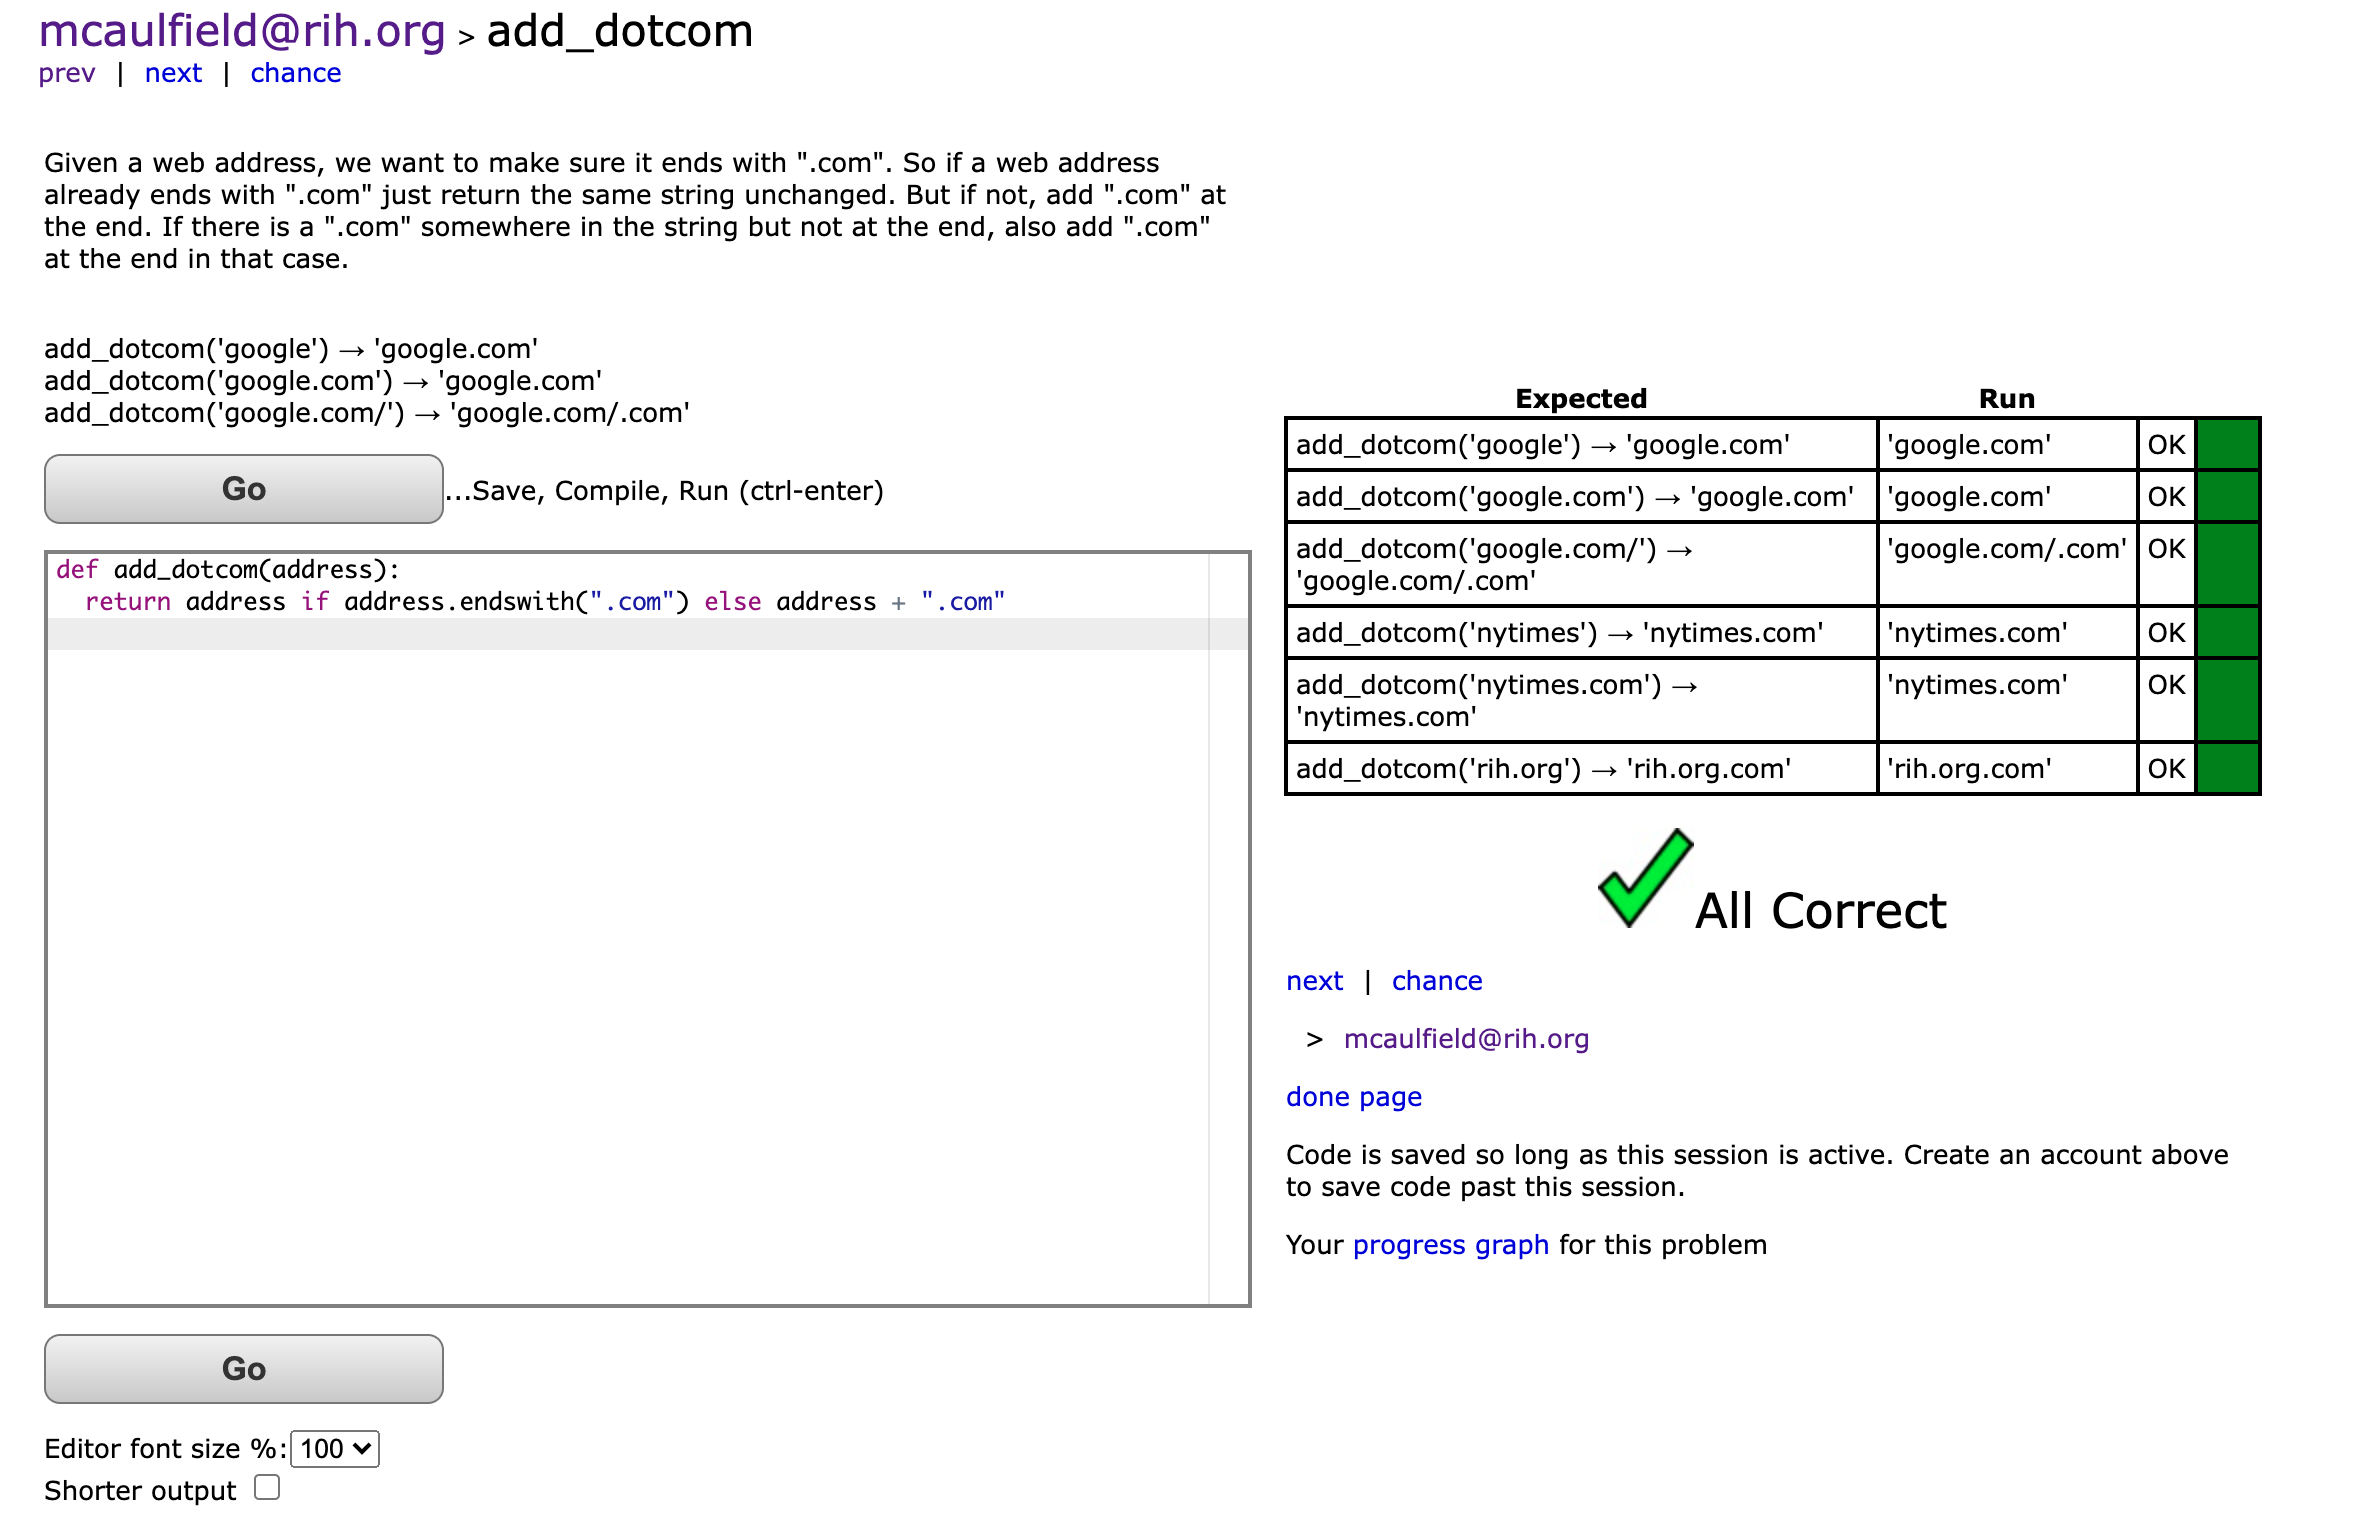 mcaulfield@rih.org > add_dotcom
prev | next | chance
Given a web address, we want to make sure it ends with ".com". So if a web address
already ends with ".com" just return the same string unchanged. But if not, add ".com" at
the end. If there is a ".com" somewhere in the string but not at the end, also add ".com"
at the end in that case.
add_dotcom('google') → 'google.com'
add_dotcom('google.com') → 'google.com'
add_dotcom('google.com/') → 'google.com/.com'
Go ...Save, Compile, Run (ctrl-enter)
def add_dotcom(address):
  return address if address.endswith(".com") else address + ".com"
Go
Editor font size %: 100
Shorter output
Expected Run
add_dotcom('google') → 'google.com' 'google.com' OK
add_dotcom('google.com') → 'google.com' 'google.com' OK
add_dotcom('google.com/') → 'google.com/.com' OK
'google.com/.com'
add_dotcom('nytimes') → 'nytimes.com' 'nytimes.com' OK
add_dotcom('nytimes.com') → 'nytimes.com' OK
'nytimes.com'
add_dotcom('rih.org') → 'rih.org.com' 'rih.org.com' OK
All Correct
next | chance
> mcaulfield@rih.org
done page
Code is saved so long as this session is active. Create an account above
to save code past this session.
Your progress graph for this problem